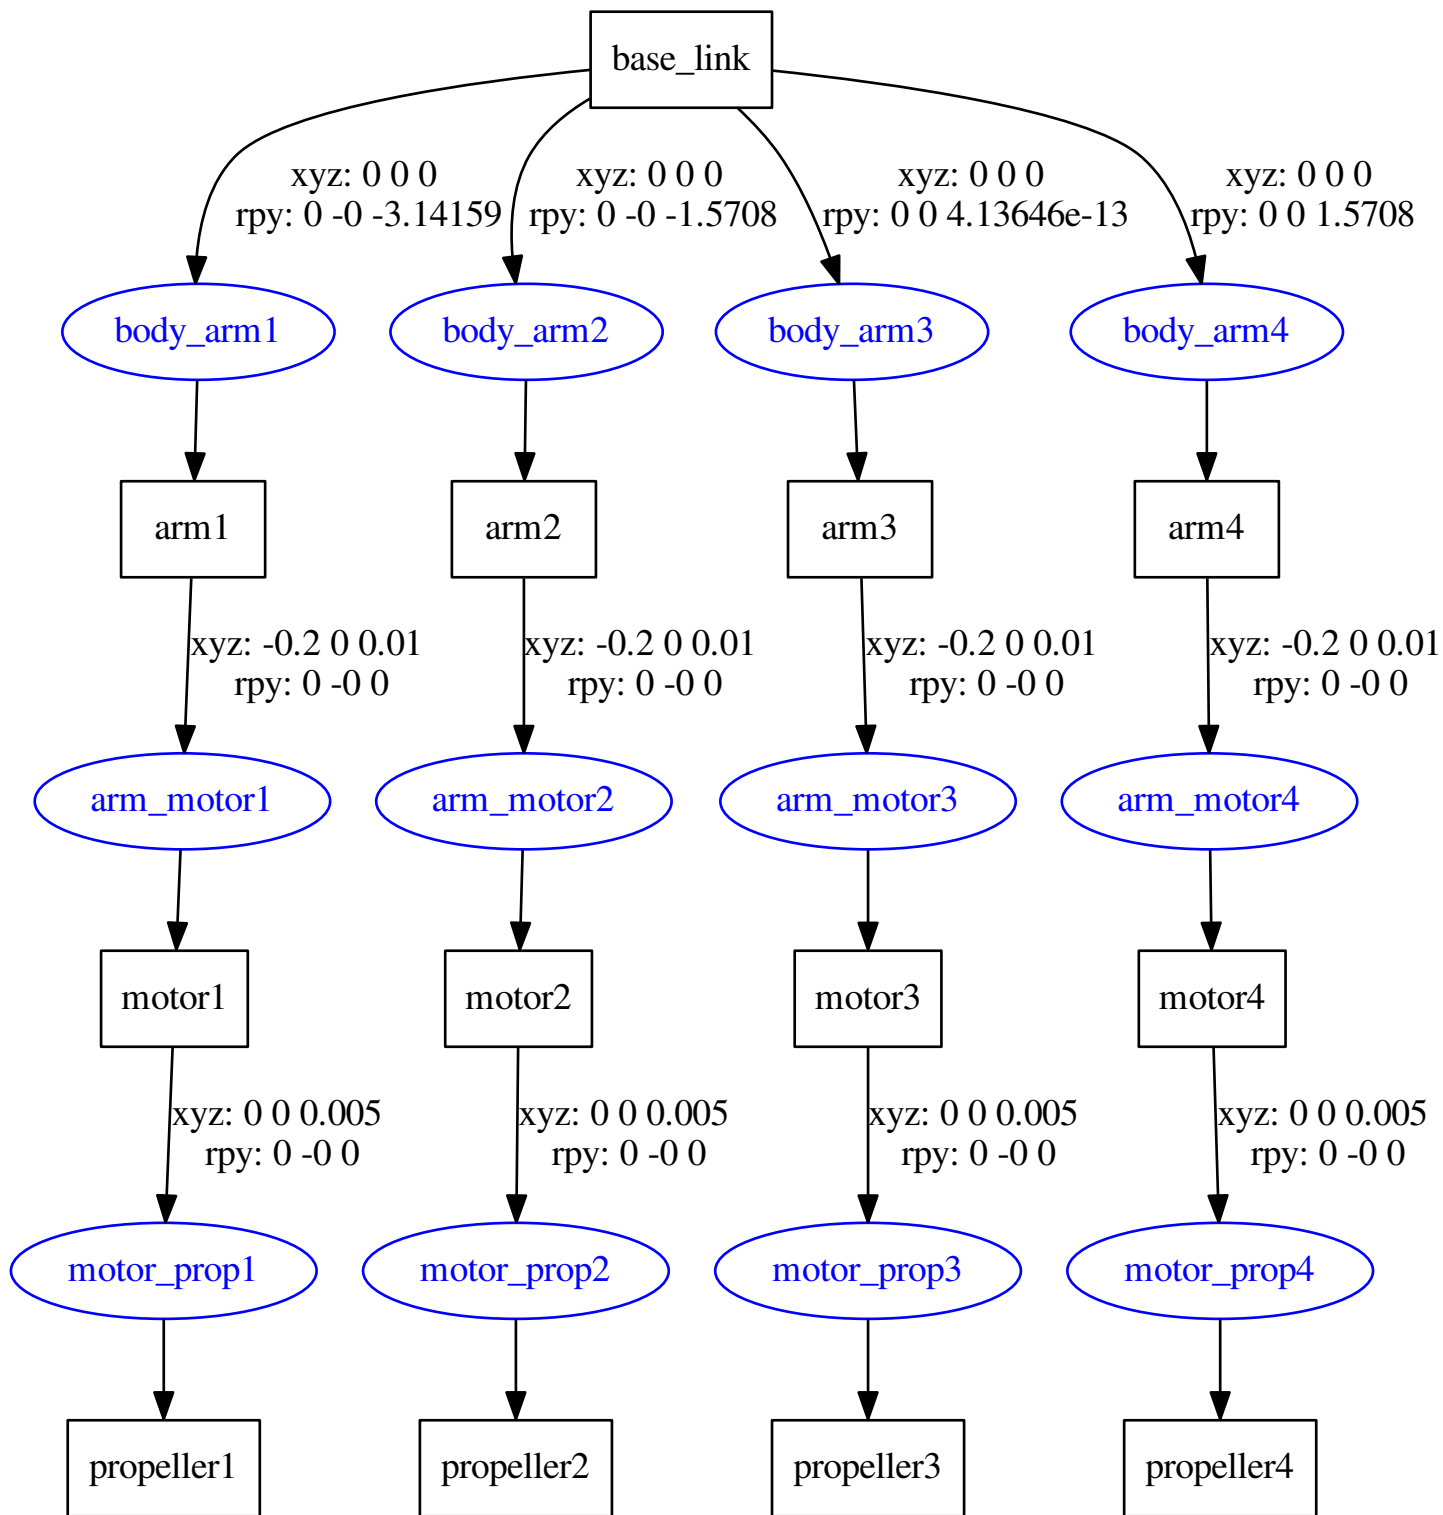 base_link
xyz: 0 0 0
rpy: 0 -0 -3.14159
xyz: 0 0 0
rpy: 0 -0 -1.5708
xyz: 0 0 0
rpy: 0 0 4.13646e-13
xyz: 0 0 0
rpy: 0 0 1.5708
body_arm1
body_arm2
body_arm3
body_arm4
arm1
arm2
arm3
arm4
xyz: -0.2 0 0.01
rpy: 0 -0 0
xyz: -0.2 0 0.01
rpy: 0 -0 0
xyz: -0.2 0 0.01
rpy: 0 -0 0
xyz: -0.2 0 0.01
rpy: 0 -0 0
arm_motor1
arm_motor2
arm_motor3
arm_motor4
motor1
motor2
motor3
motor4
xyz: 0 0 0.005
rpy: 0 -0 0
xyz: 0 0 0.005
rpy: 0 -0 0
xyz: 0 0 0.005
rpy: 0 -0 0
xyz: 0 0 0.005
rpy: 0 -0 0
motor_prop1
motor_prop2
motor_prop3
motor_prop4
propeller1
propeller2
propeller3
propeller4